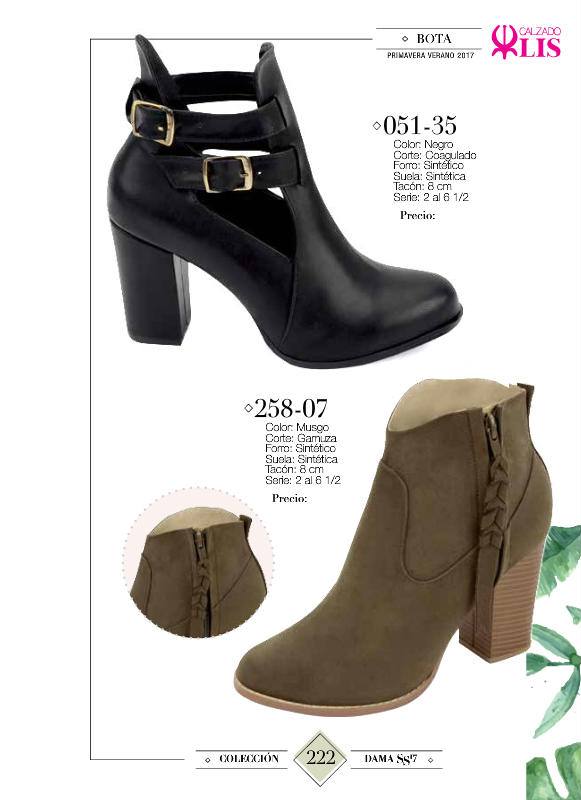 BOTA
PRIMAVERA VERANO 2017
CALZADO
LIS
051-35
Color: Negro
Corte: Coagulado
Forro: Sintético
Suela: Sintética
Tacón: 8 cm
Serie: 2 al 6 1/2
Precio:
258-07
Color: Musgo
Corte: Gamuza
Forro: Sintético
Suela: Sintética
Tacón: 8 cm
Serie: 2 al 6 1/2
Precio:
COLECCIÓN
222
DAMA SS'17